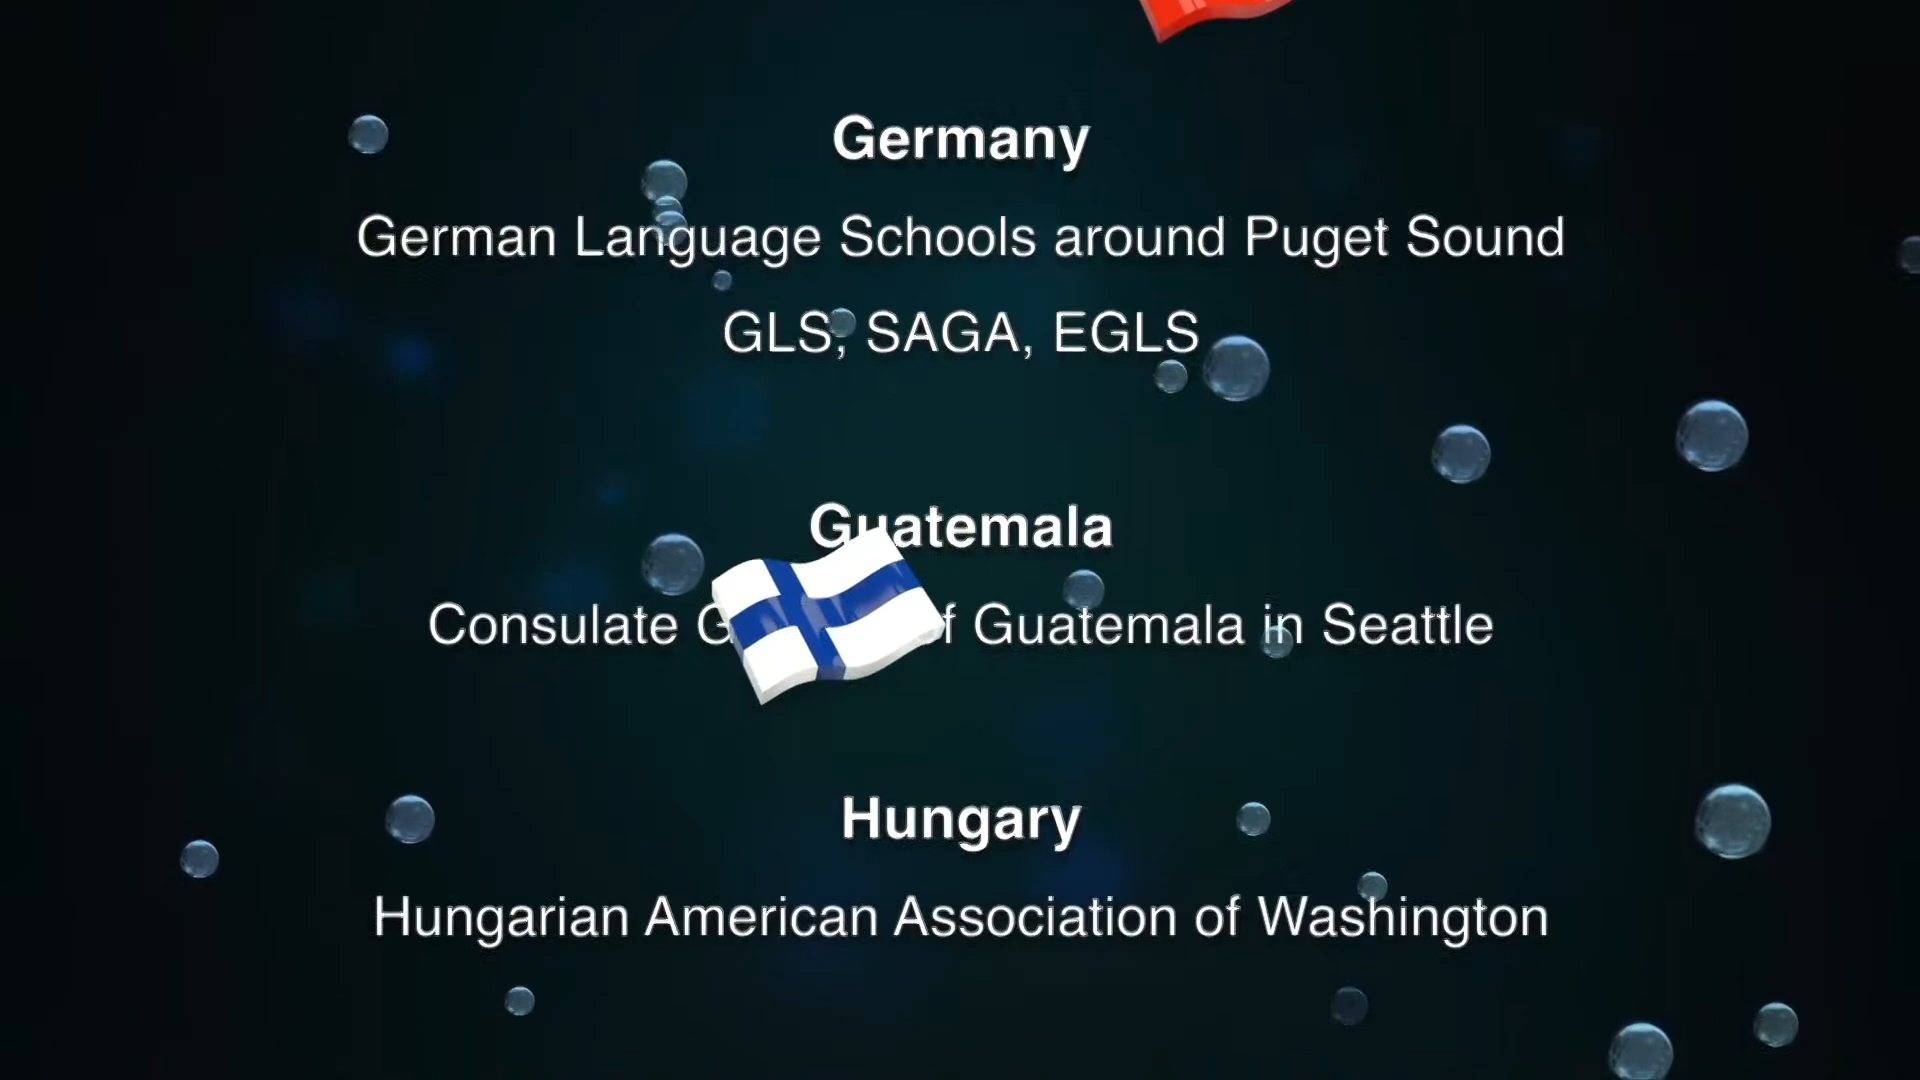 Germany
German Language Schools around Puget Sound
GLS, SAGA, EGLS
Guatemala
Consulate of Guatemala in Seattle
Hungary
Hungarian American Association of Washington